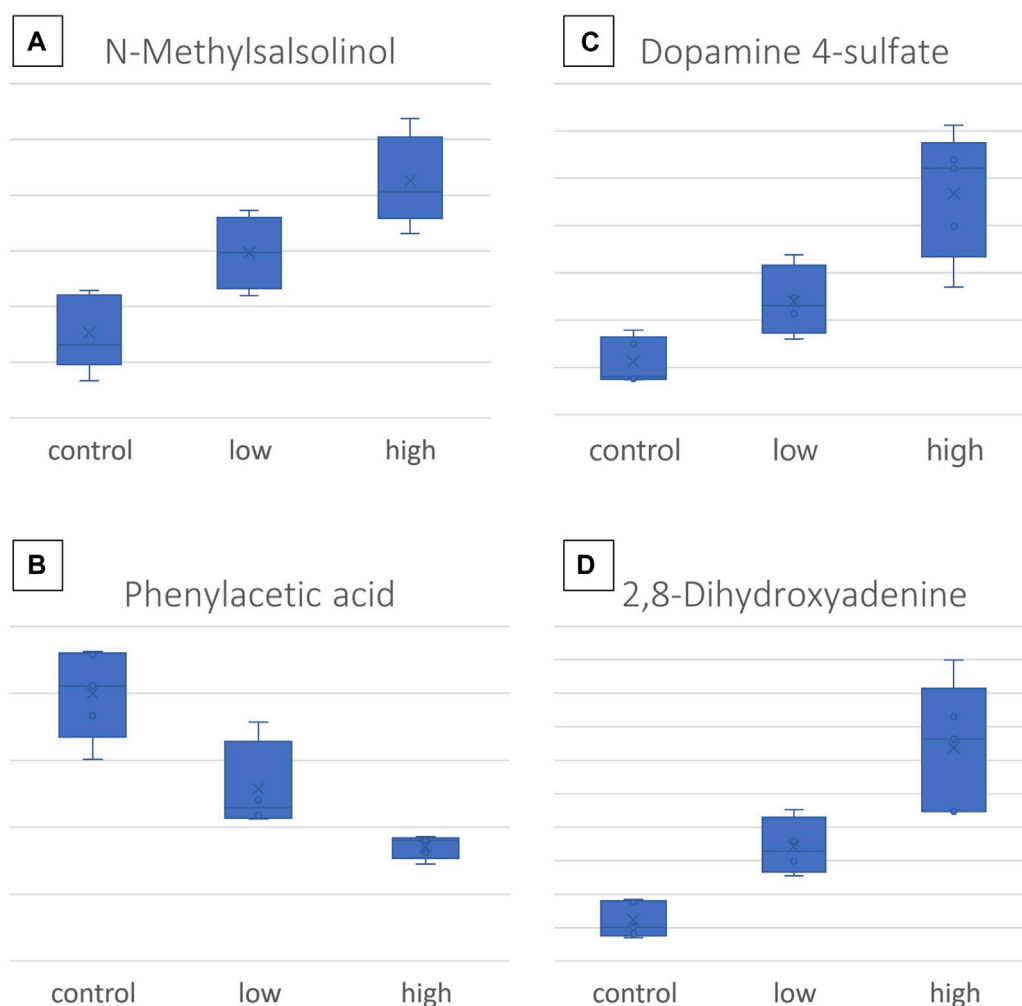 A
N-Methylsalsolinol
control low high
C
Dopamine 4-sulfate
control low high
B
Phenylacetic acid
control low high
D
2,8-Dihydroxyadenine
control low high